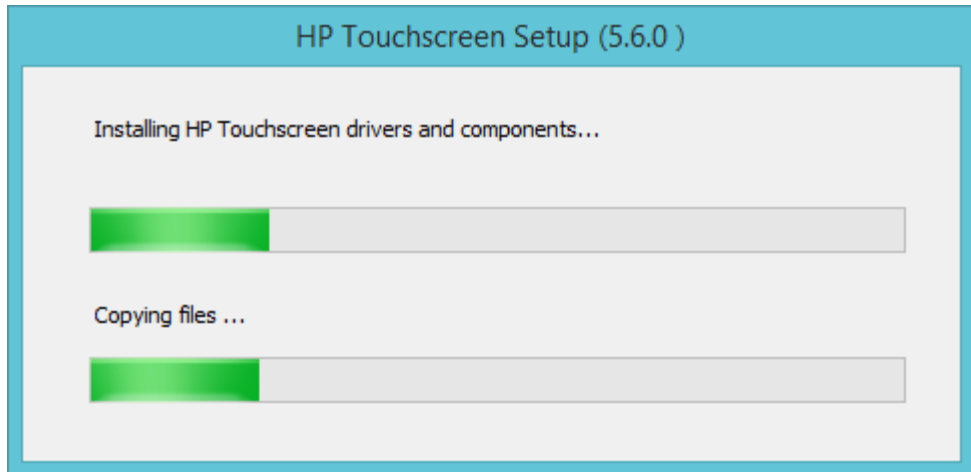 HP Touchscreen Setup (5.6.0 )
Installing HP Touchscreen drivers and components...
Copying files ...